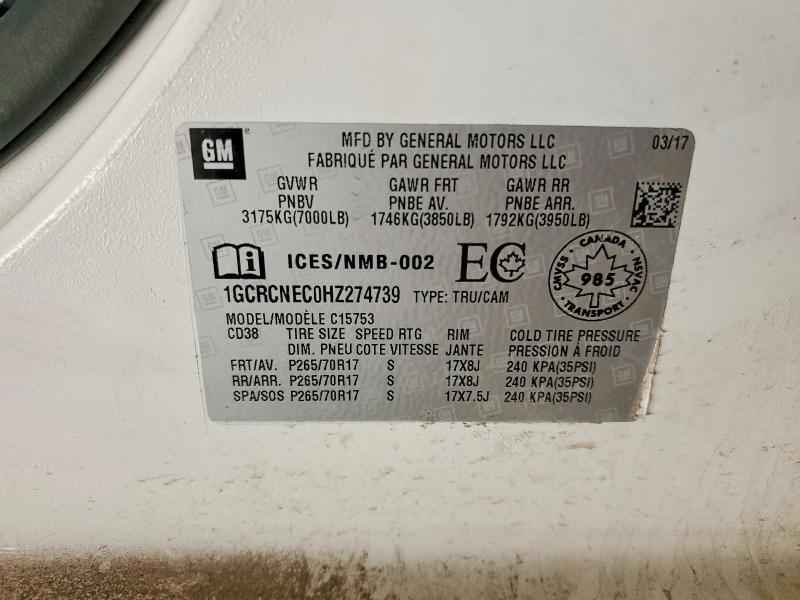 GM ® MFD BY GENERAL MOTORS LLC 03/17
FABRIQUÉ PAR GENERAL MOTORS LLC
GVWR GAWR FRT GAWR RR
PNBV PNBE AV. PNBE ARR.
3175KG(7000LB) 1746KG(3850LB) 1792KG(3950LB)
ICES/NMB-002 EC
CANADA CMVSS 985 NSVAC TRANSPORT
1GCRCNEC0HZ274739 TYPE: TRU/CAM
MODEL/MODÈLE C15753
CD38 TIRE SIZE SPEED RTG RIM COLD TIRE PRESSURE
DIM. PNEU COTE VITESSE JANTE PRESSION À FROID
FRT/AV. P265/70R17 S 17X8J 240 KPA(35PSI)
RR/ARR. P265/70R17 S 17X8J 240 KPA(35PSI)
SPA/SOS P265/70R17 S 17X7.5J 240 KPA(35PSI)